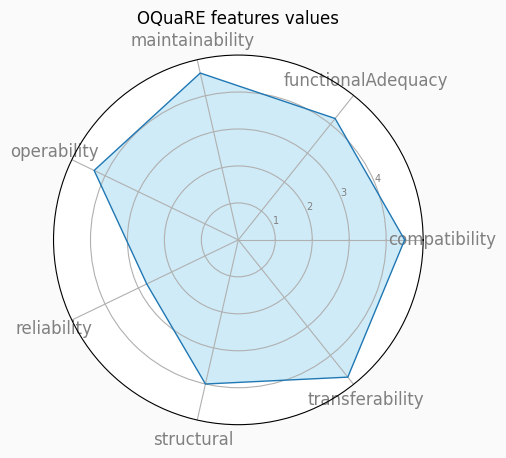 OQuaRE features values
maintainability
functionalAdequacy
operability
4
3
2
1
compatibility
reliability
transferability
structural